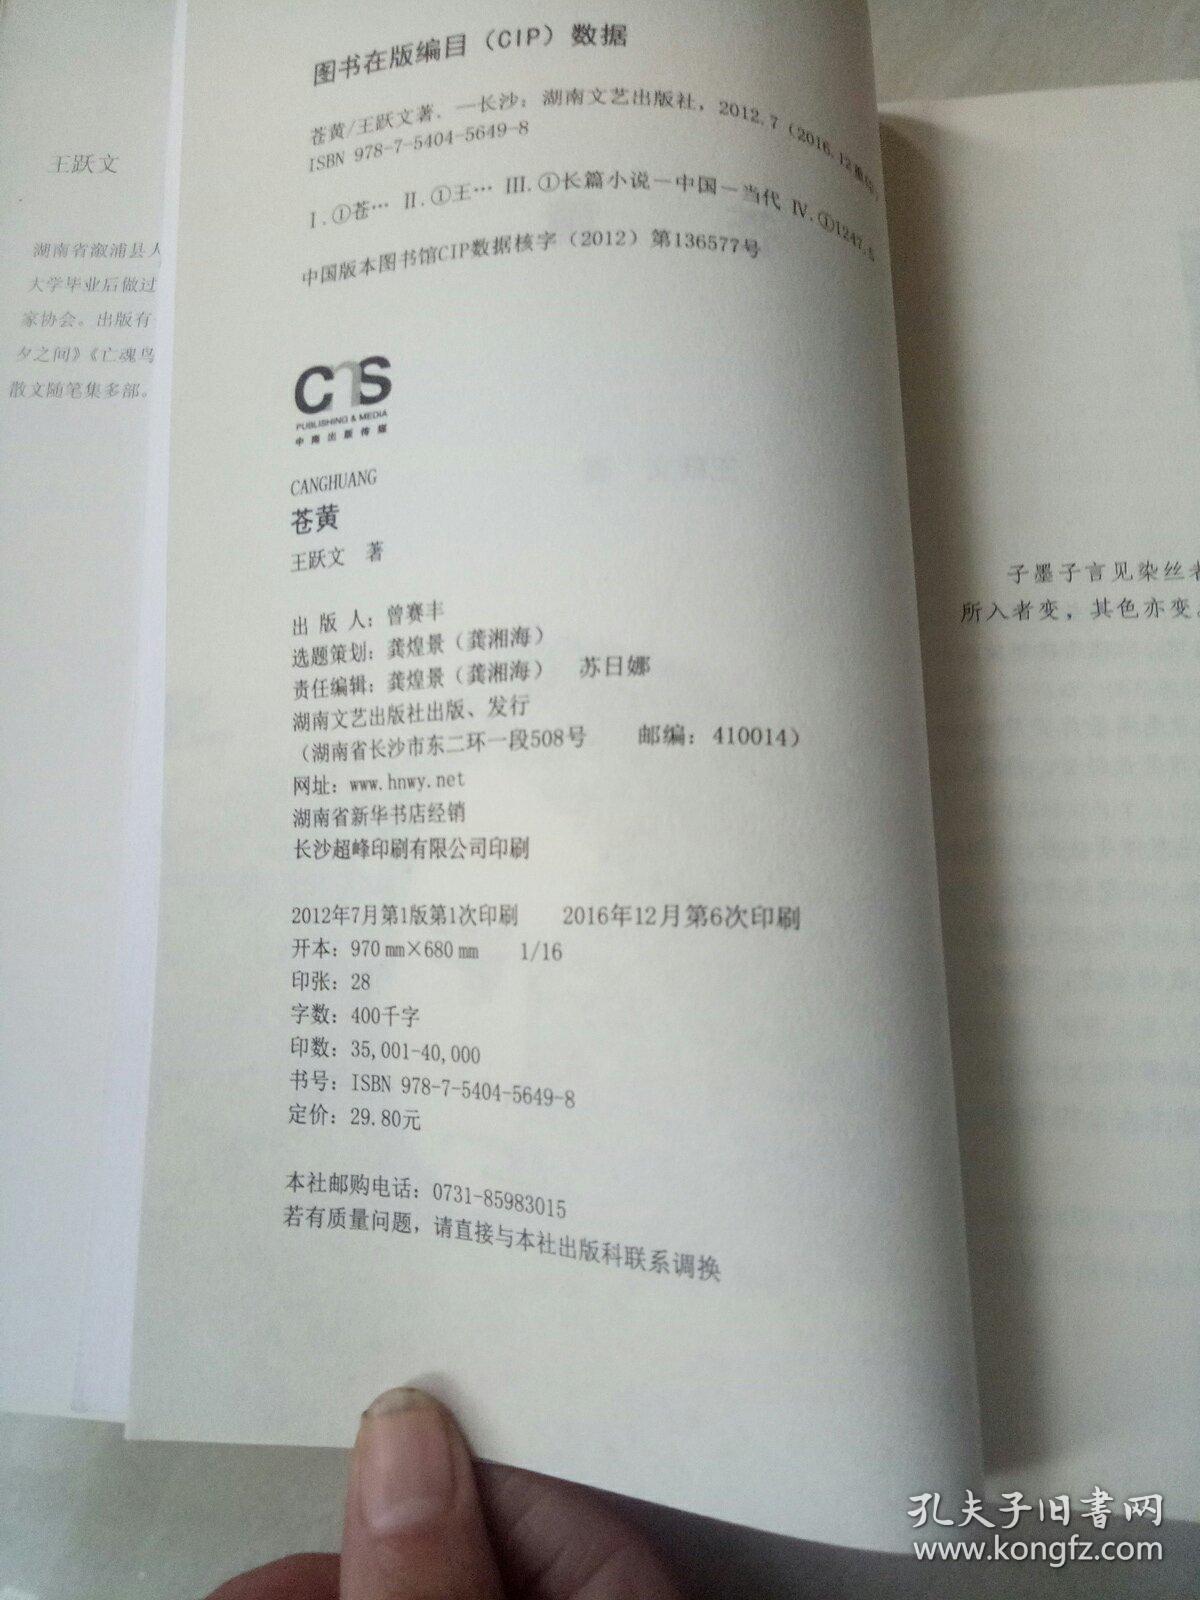 王跃文
湖南省溆浦县人
大学毕业后做过
家协会。出版有
夕之间》《亡魂鸟
散文随笔集多部。
图书在版编目（CIP）数据
苍黄/王跃文著. —长沙：湖南文艺出版社，2012.7（2016.12重印）
ISBN 978-7-5404-5649-8
Ⅰ.①苍… Ⅱ.①王… Ⅲ.①长篇小说－中国－当代 Ⅳ.①I247.5
中国版本图书馆CIP数据核字（2012）第136577号
CNS
PUBLISHING & MEDIA
中南出版传媒
CANGHUANG
苍黄
王跃文 著
出 版 人：曾赛丰
选题策划：龚煌景（龚湘海）
责任编辑：龚煌景（龚湘海） 苏日娜
湖南文艺出版社出版、发行
（湖南省长沙市东二环一段508号 邮编：410014）
网址：www.hnwy.net
湖南省新华书店经销
长沙超峰印刷有限公司印刷
2012年7月第1版第1次印刷 2016年12月第6次印刷
开本：970mm×680mm 1/16
印张：28
字数：400千字
印数：35,001-40,000
书号：ISBN 978-7-5404-5649-8
定价：29.80元
本社邮购电话：0731-85983015
若有质量问题，请直接与本社出版科联系调换
子墨子言见染丝者
所入者变，其色亦变
孔夫子旧书网
www.kongfz.com